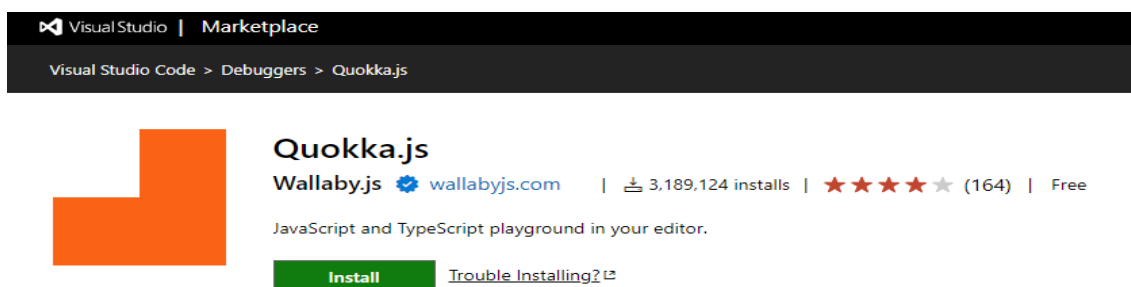 Visual Studio | Marketplace
Visual Studio Code > Debuggers > Quokka.js
Quokka.js
Wallaby.js wallabyjs.com | 3,189,124 installs | (164) | Free
JavaScript and TypeScript playground in your editor.
Install Trouble Installing?